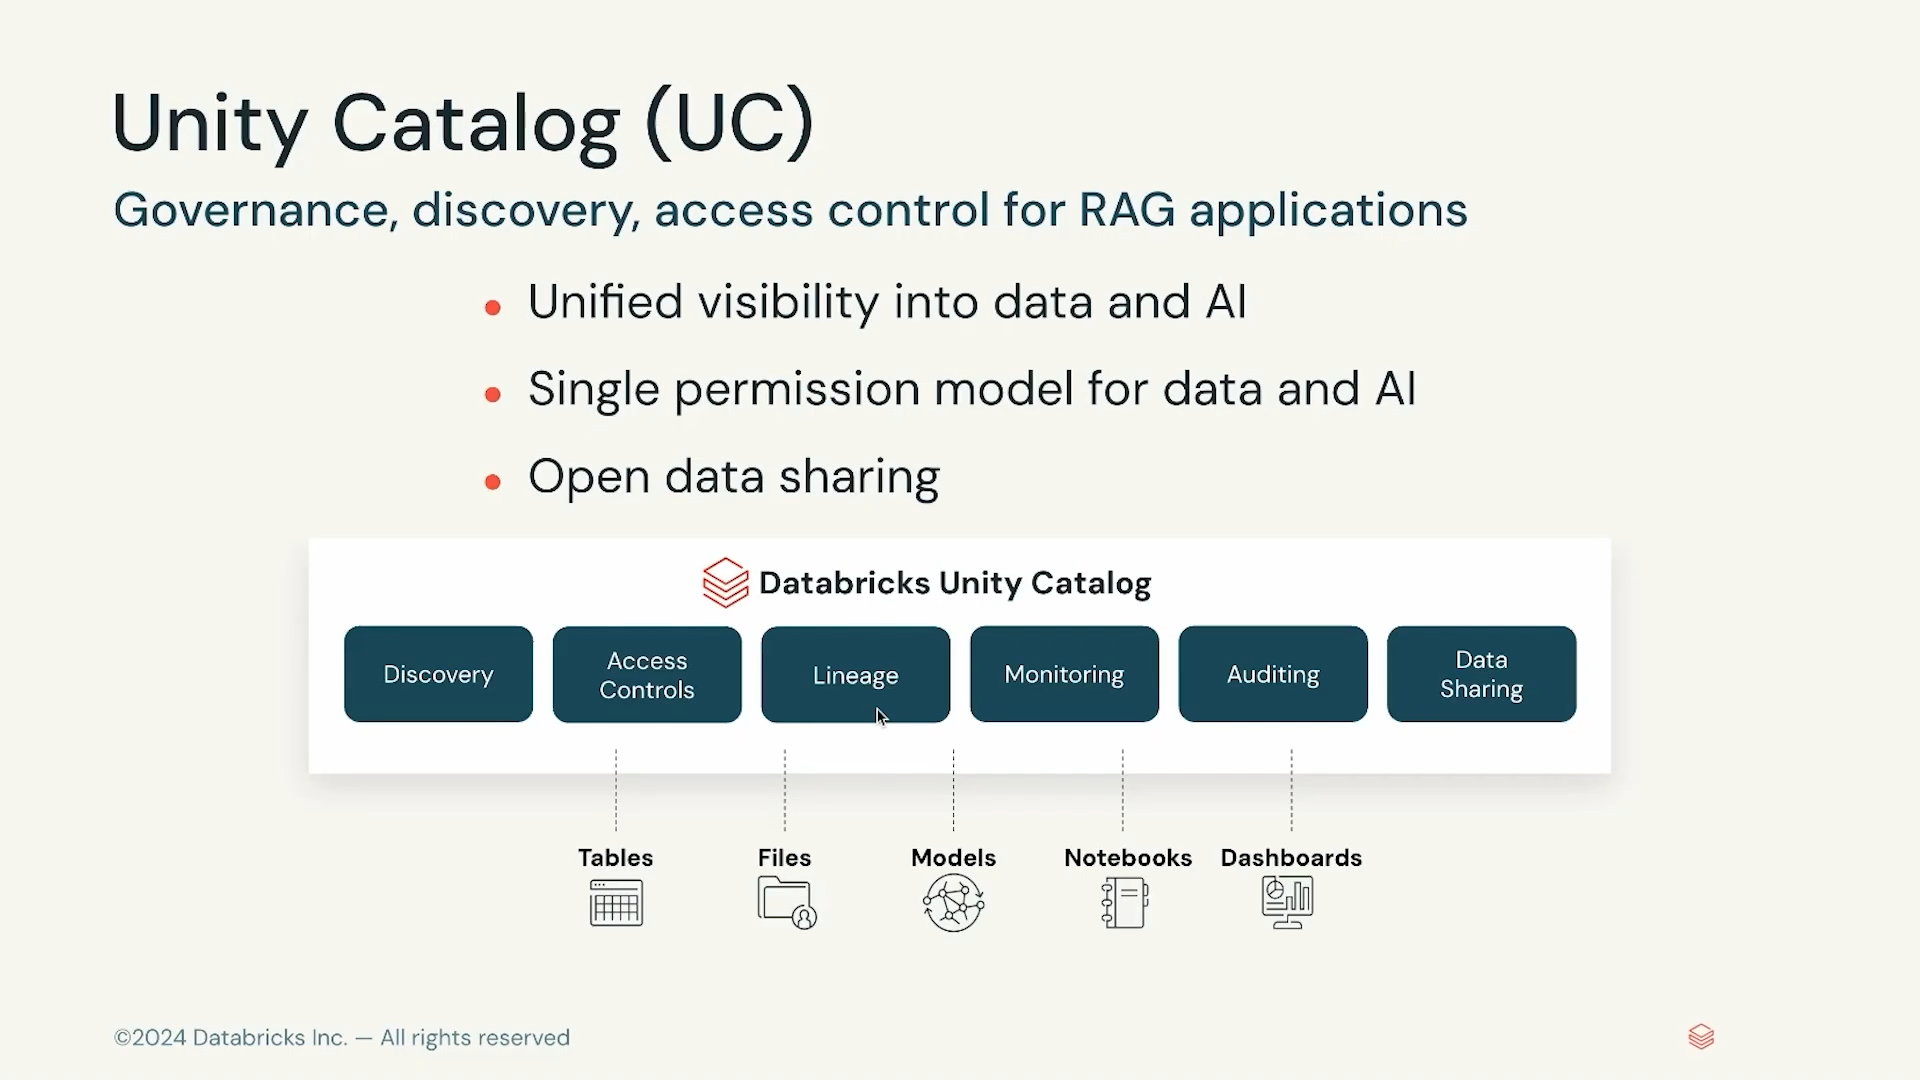 Unity Catalog (UC)
Governance, discovery, access control for RAG applications
• Unified visibility into data and AI
• Single permission model for data and AI
• Open data sharing
Databricks Unity Catalog
Discovery
Access
Controls
Lineage
Monitoring
Auditing
Data
Sharing
Tables
Files
Models
Notebooks
Dashboards
©2024 Databricks Inc. — All rights reserved